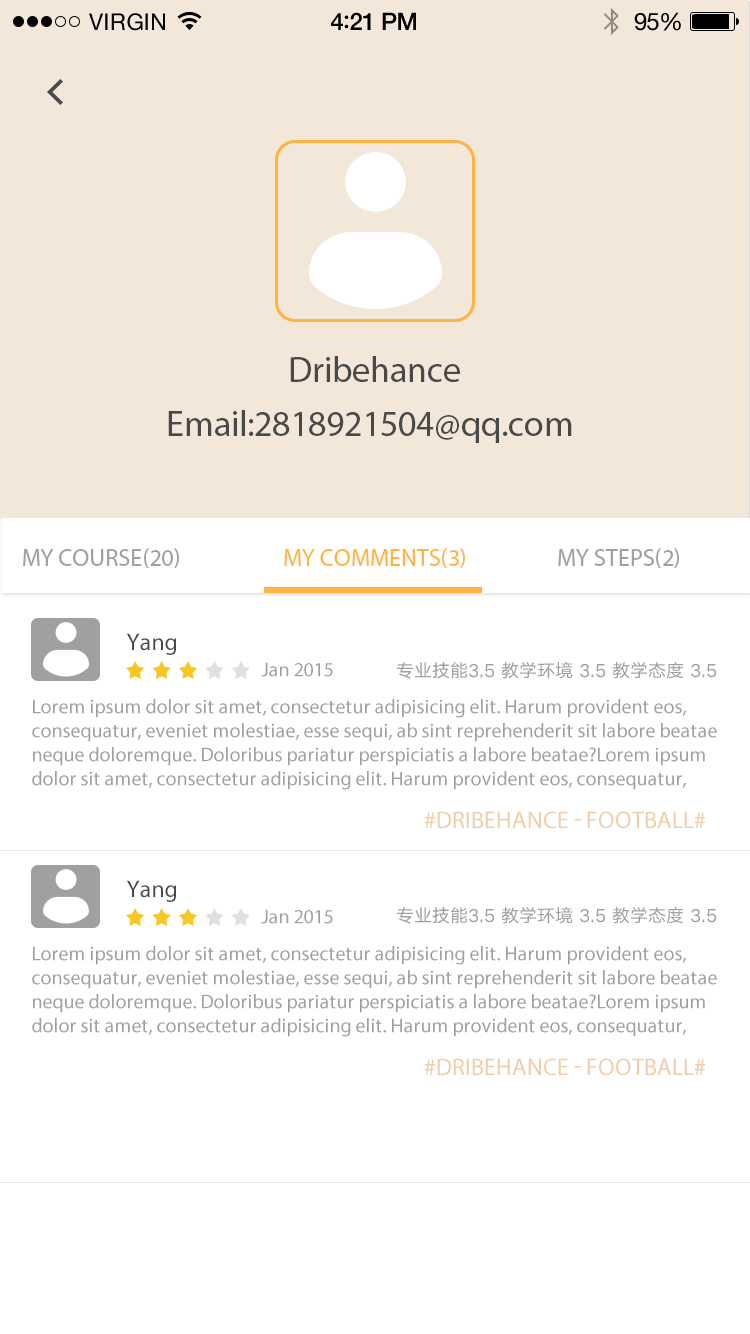 VIRGIN 4:21 PM 95%
Dribehance
Email:2818921504@qq.com
MY COURSE(20) MY COMMENTS(3) MY STEPS(2)
Yang
Jan 2015 专业技能3.5 教学环境 3.5 教学态度 3.5
Lorem ipsum dolor sit amet, consectetur adipisicing elit. Harum provident eos,
consequatur, eveniet molestiae, esse sequi, ab sint reprehenderit sit labore beatae
neque doloremque. Doloribus pariatur perspiciatis a labore beatae?Lorem ipsum
dolor sit amet, consectetur adipisicing elit. Harum provident eos, consequatur,
#DRIBEHANCE - FOOTBALL#
Yang
Jan 2015 专业技能3.5 教学环境 3.5 教学态度 3.5
Lorem ipsum dolor sit amet, consectetur adipisicing elit. Harum provident eos,
consequatur, eveniet molestiae, esse sequi, ab sint reprehenderit sit labore beatae
neque doloremque. Doloribus pariatur perspiciatis a labore beatae?Lorem ipsum
dolor sit amet, consectetur adipisicing elit. Harum provident eos, consequatur,
#DRIBEHANCE - FOOTBALL#